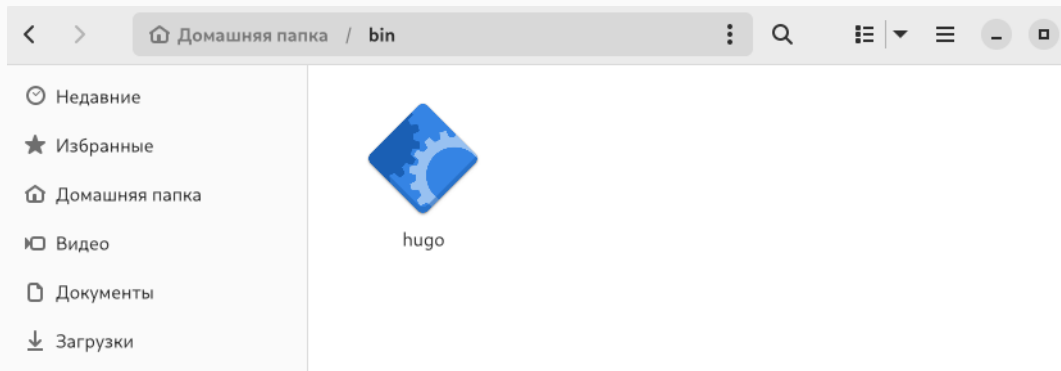 Домашняя папка / bin
Недавние
Избранные
Домашняя папка
Видео
Документы
Загрузки
hugo